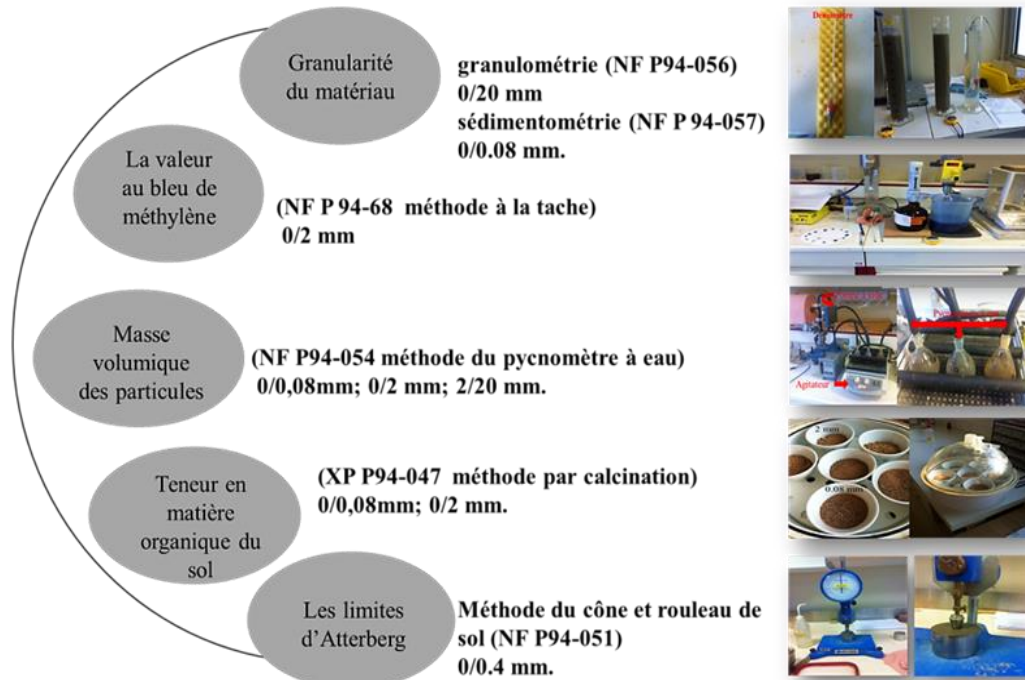 Granularité
du matériau
granulométrie (NF P94-056)
0/20 mm
sédimentométrie (NF P 94-057)
0/0.08 mm.
Densimètre
La valeur
au bleu de
méthylène
(NF P 94-68 méthode à la tache)
0/2 mm
Masse
volumique
des particules
(NF P94-054 méthode du pycnomètre à eau)
0/0,08mm; 0/2 mm; 2/20 mm.
Agitateur
Teneur en
matière
organique du
sol
(XP P94-047 méthode par calcination)
0/0,08mm; 0/2 mm.
2 mm
0.08 mm
Les limites
d'Atterberg
Méthode du cône et rouleau de
sol (NF P94-051)
0/0.4 mm.